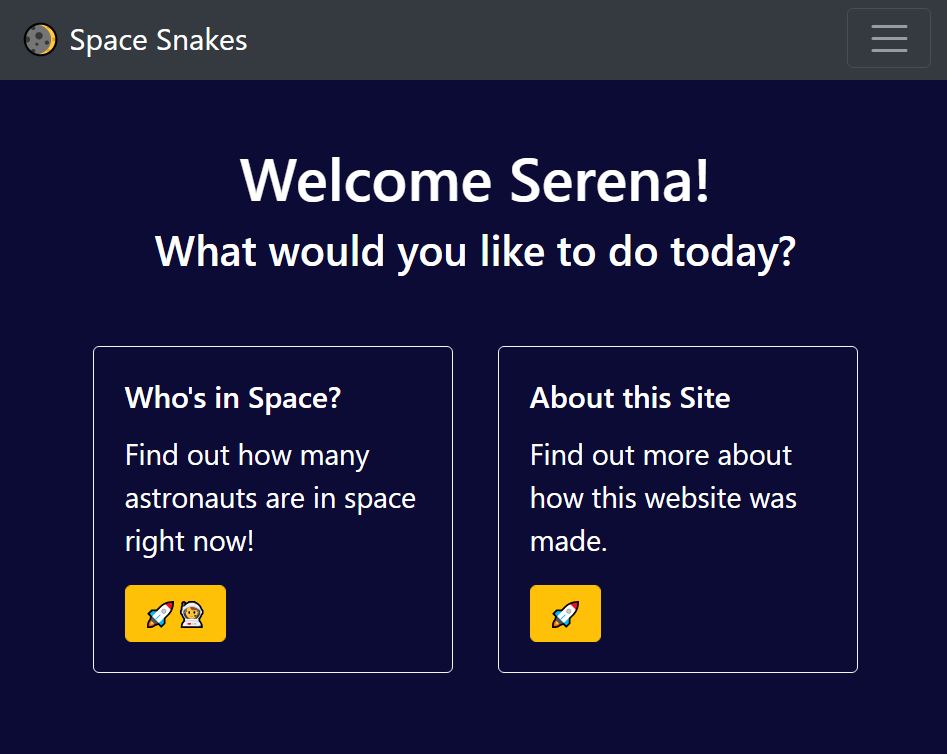 Space Snakes
Welcome Serena!
What would you like to do today?
Who's in Space?
Find out how many
astronauts are in space
right now!
About this Site
Find out more about
how this website was
made.